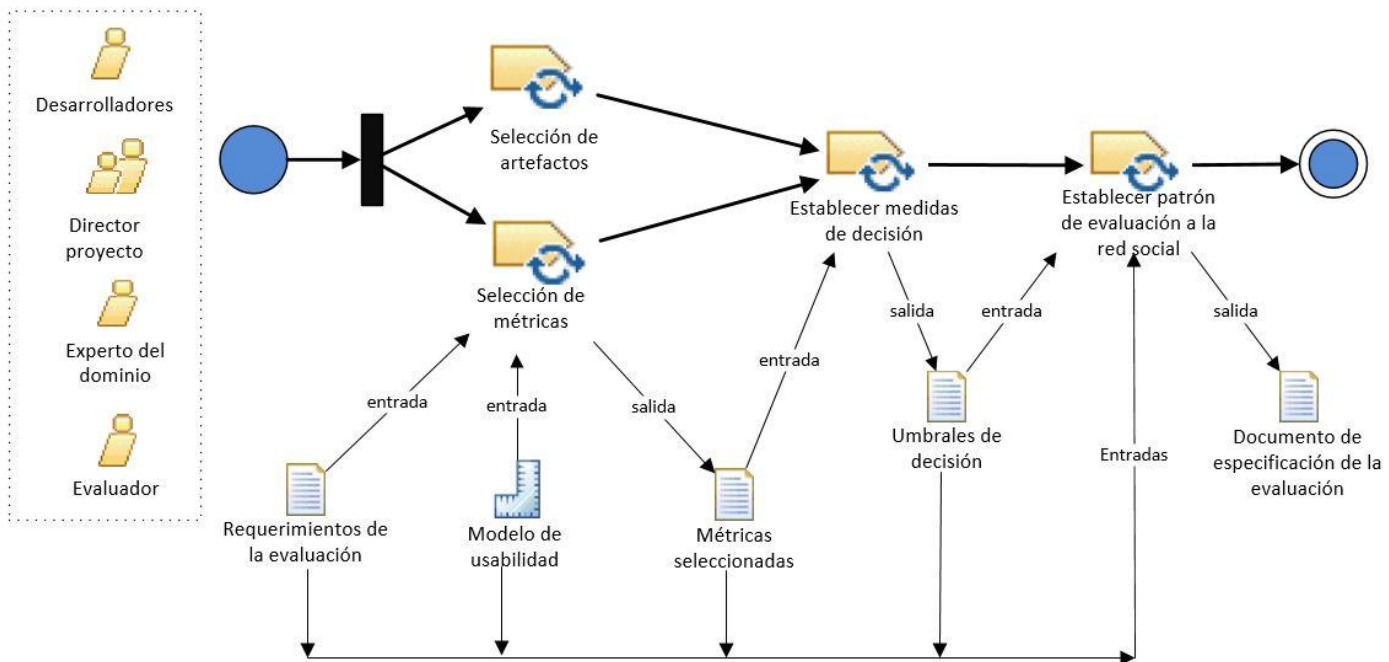 Desarrolladores
Director
proyecto
Experto del
dominio
Evaluador
Selección de
artefactos
Selección de
métricas
Establecer medidas
de decisión
Establecer patrón
de evaluación a la
red social
entrada
entrada
salida
entrada
salida
entrada
salida
Entradas
Requerimientos de
la evaluación
Modelo de
usabilidad
Métricas
seleccionadas
Umbrales de
decisión
Documento de
especificación de la
evaluación